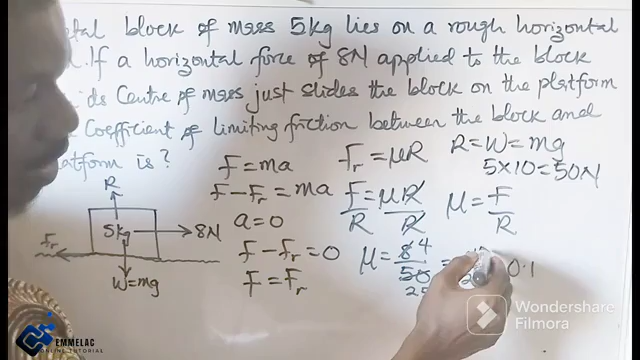 etal block of mass 5kg lies on a rough horizontal
. If a horizontal force of 8N applied to the block
its Centre of mass just slides the block on the platform
Coefficient of limiting friction between the block and
atform is?
F = ma
Fr = μR
R = W = mg
5 × 10 = 50N
F - Fr = ma
F/R = μR/R
μ = F/R
a = 0
F - Fr = 0
F = Fr
μ = 8 4/50 25
=
0.1
R
5kg
8N
Fr
W = mg
EMMELAC
ONLINE TUTORIAL
Wondershare
Filmora